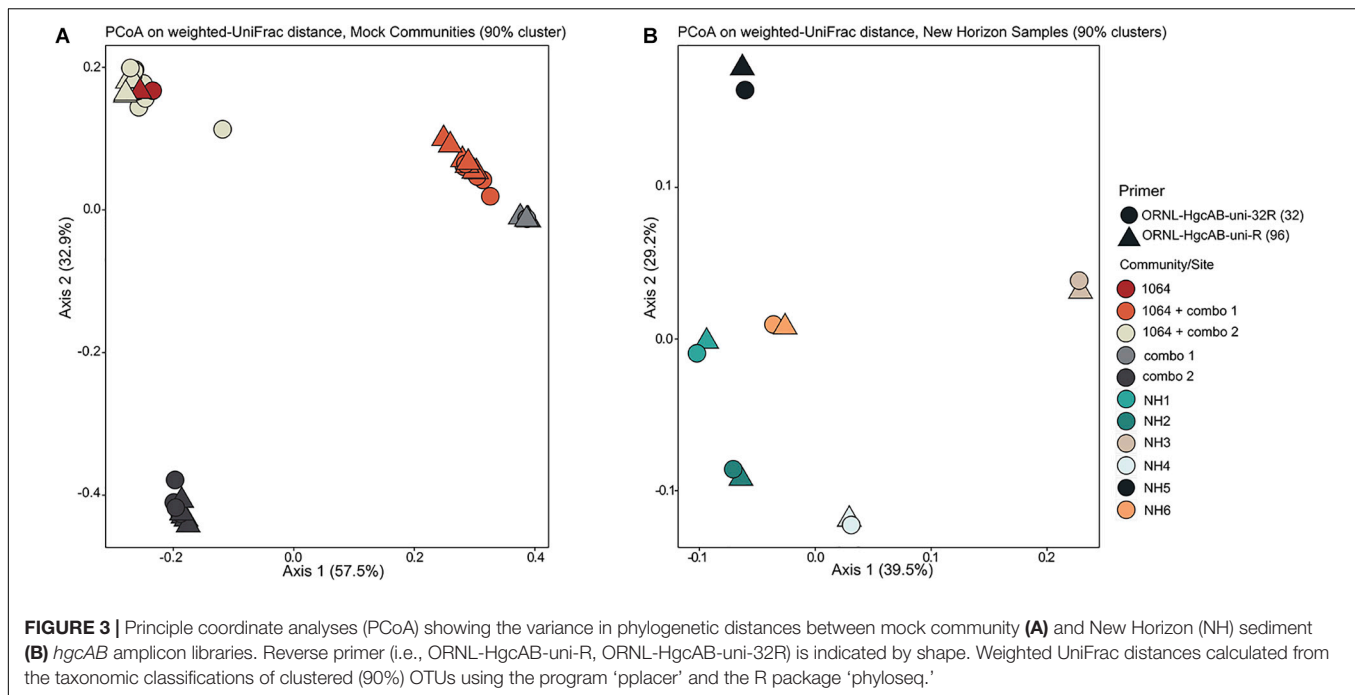 A
PCoA on weighted-UniFrac distance, Mock Communities (90% cluster)
0.2
0.0
-0.2
-0.4
Axis 2 (32.9%)
-0.2
0.0
0.2
0.4
Axis 1 (57.5%)
B
PCoA on weighted-UniFrac distance, New Horizon Samples (90% clusters)
0.1
0.0
-0.1
Axis 2 (29.2%)
-0.1
0.0
0.1
0.2
Axis 1 (39.5%)
Primer
ORNL-HgcAB-uni-32R (32)
ORNL-HgcAB-uni-R (96)
Community/Site
1064
1064 + combo 1
1064 + combo 2
combo 1
combo 2
NH1
NH2
NH3
NH4
NH5
NH6
FIGURE 3 | Principle coordinate analyses (PCoA) showing the variance in phylogenetic distances between mock community (A) and New Horizon (NH) sediment
(B) hgcAB amplicon libraries. Reverse primer (i.e., ORNL-HgcAB-uni-R, ORNL-HgcAB-uni-32R) is indicated by shape. Weighted UniFrac distances calculated from
the taxonomic classifications of clustered (90%) OTUs using the program 'pplacer' and the R package 'phyloseq.'